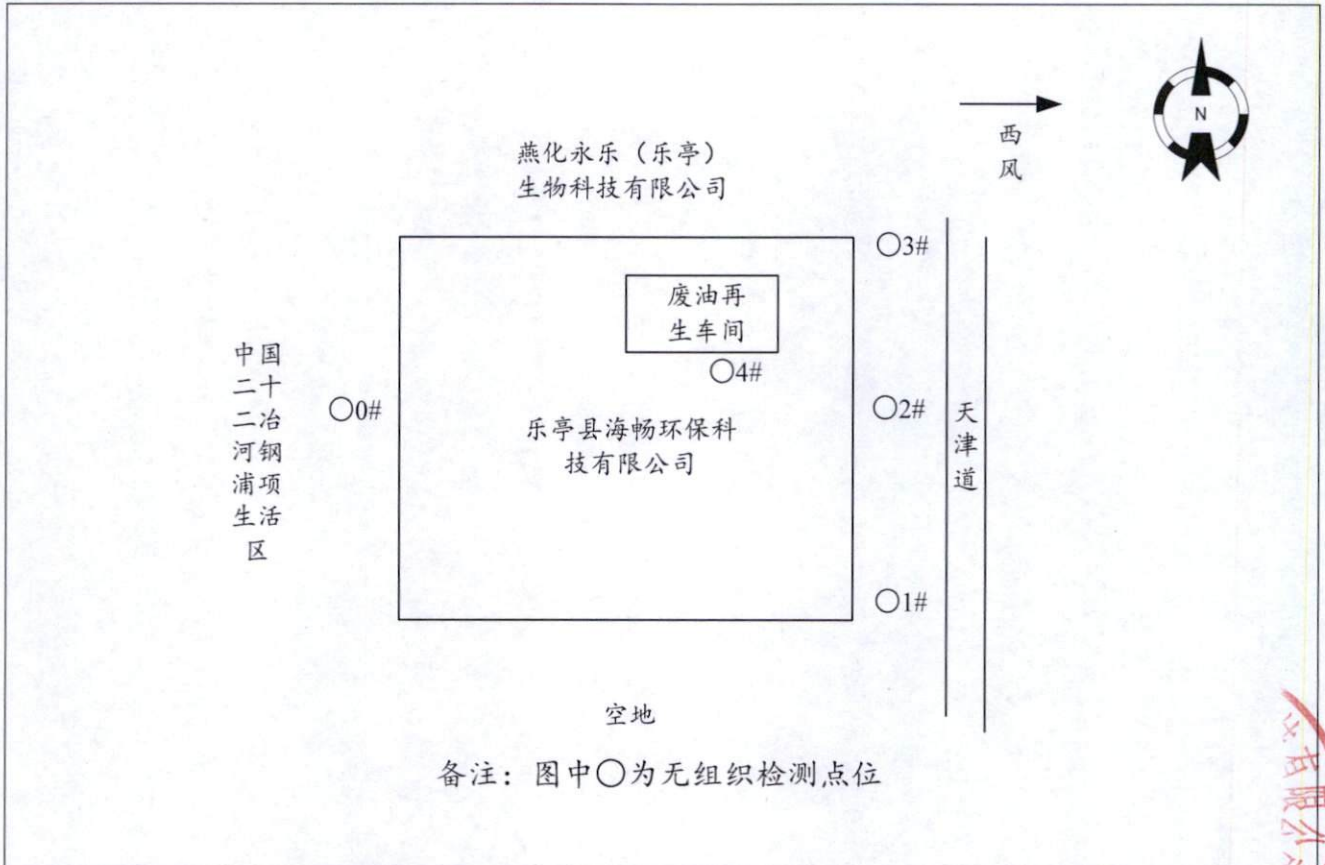 N
西
风
燕化永乐（乐亭）
生物科技有限公司
○3#
废油再
生车间
○4#
中国
二十
二冶
河钢
浦项
生活
区
○0#
○2#
乐亭县海畅环保科
技有限公司
天
津
道
○1#
空地
备注：图中○为无组织检测点位